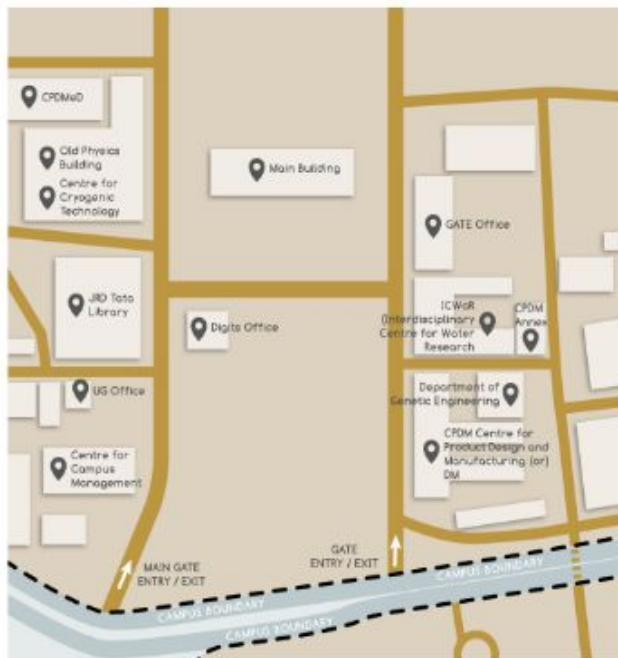 CPDMeD
Old Physics
Building
Centre for
Cryogenic
Technology
Main Building
GATE Office
JRD Tata
Library
Digits Office
ICWaR
(Interdisciplinary
Centre for Water
Research
CPDM
Annex
UG Office
Department of
Genetic Engineering
Centre for
Campus
Management
CPDM Centre for
Product Design and
Manufacturing (or)
DM
MAIN GATE
ENTRY / EXIT
GATE
ENTRY / EXIT
CAMPUS BOUNDARY
CAMPUS BOUNDARY
CAMPUS BOUNDARY